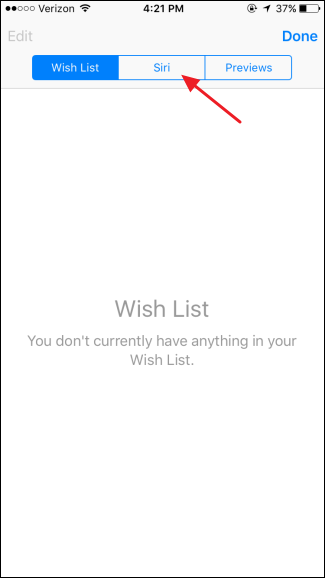 Verizon 4:21 PM 37%
Edit Done
Wish List Siri Previews
Wish List
You don't currently have anything in your
Wish List.